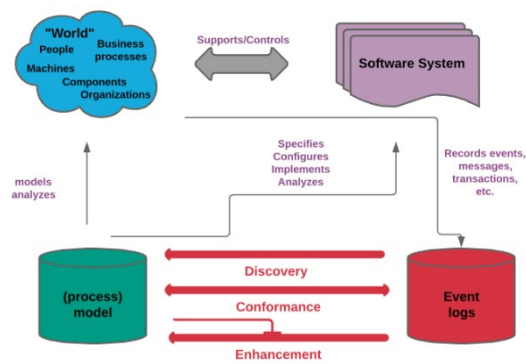 "World"
People
Business
processes
Machines
Components
Organizations
Supports/Controls
Software System
models
analyzes
Specifies
Configures
Implements
Analyzes
Records events,
messages,
transactions,
etc.
(process)
model
Discovery
Conformance
Enhancement
Event
logs